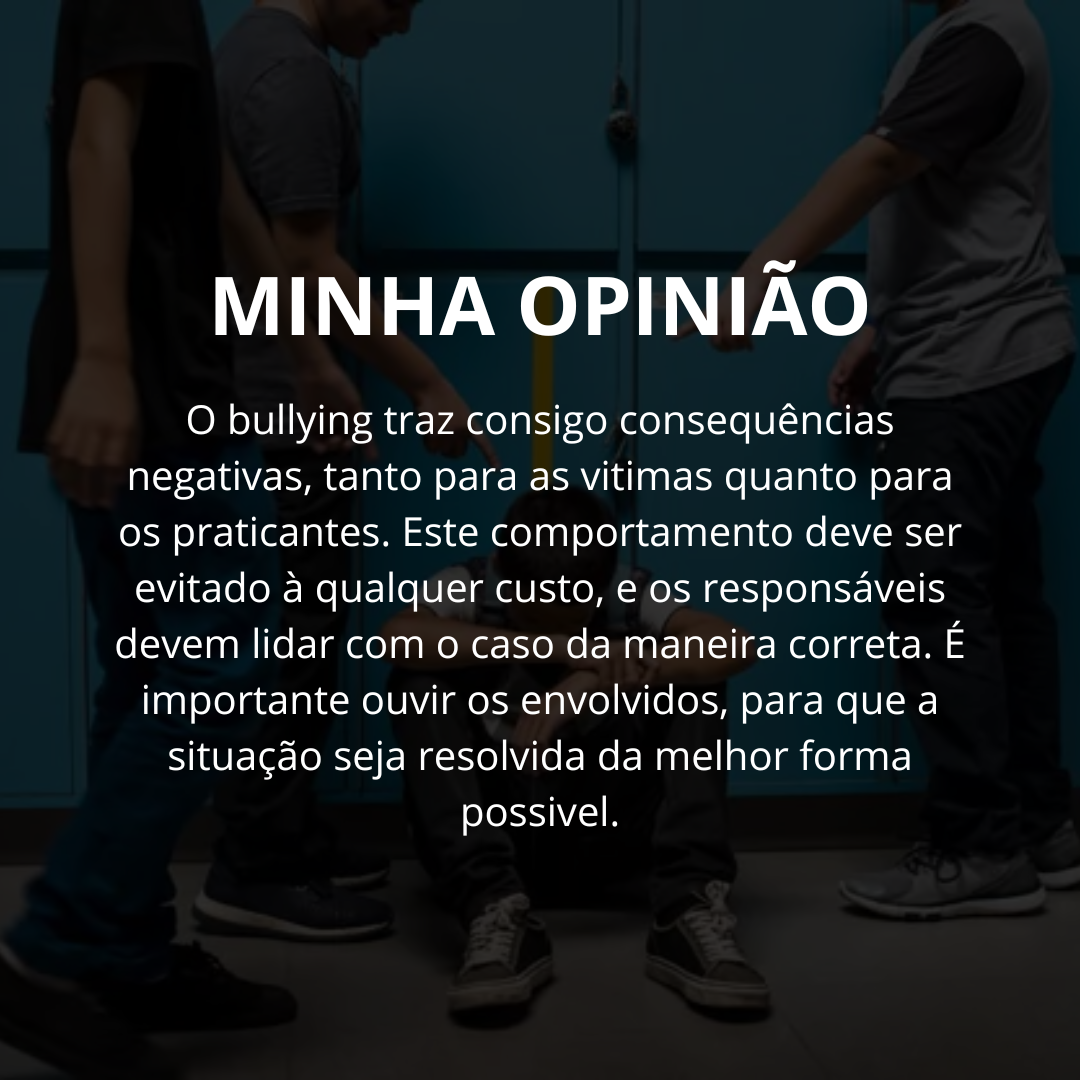 MINHA OPINIÃO
O bullying traz consigo consequências
negativas, tanto para as vitimas quanto para
os praticantes. Este comportamento deve ser
evitado à qualquer custo, e os responsáveis
devem lidar com o caso da maneira correta. É
importante ouvir os envolvidos, para que a
situação seja resolvida da melhor forma
possivel.